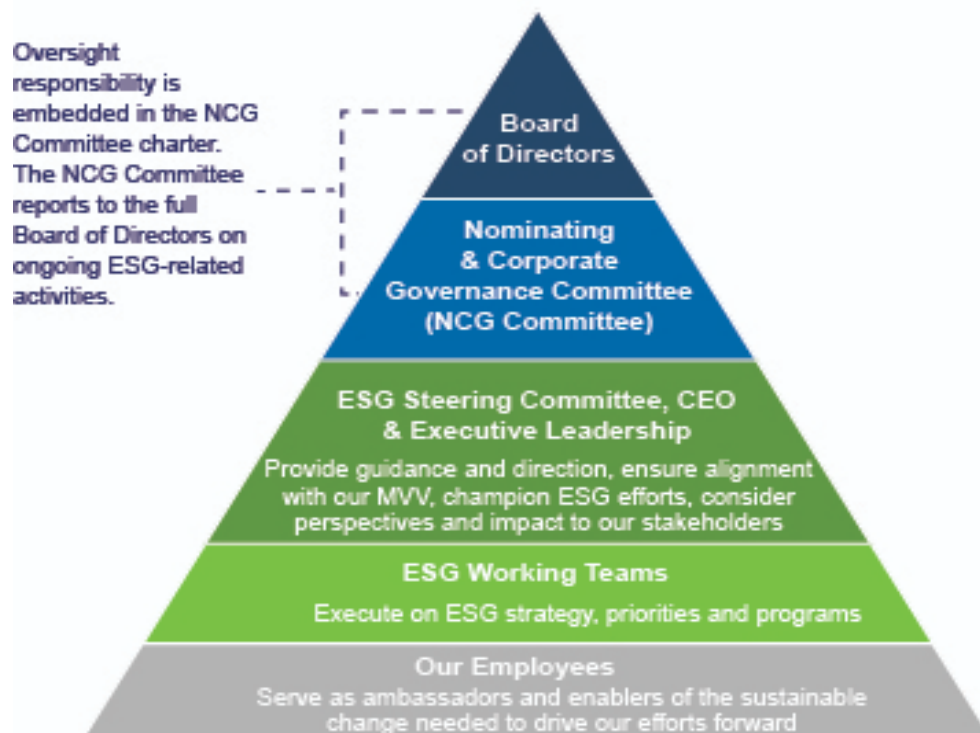 Oversight
responsibility is
embedded in the NCG
Committee charter.
The NCG Committee
reports to the full
Board of Directors on
ongoing ESG-related
activities.
Board
of Directors
Nominating
& Corporate
Governance Committee
(NCG Committee)
ESG Steering Committee, CEO
& Executive Leadership
Provide guidance and direction, ensure alignment
with our MVV, champion ESG efforts, consider
perspectives and impact to our stakeholders
ESG Working Teams
Execute on ESG strategy, priorities and programs
Our Employees
Serve as ambassadors and enablers of the sustainable
change needed to drive our efforts forward